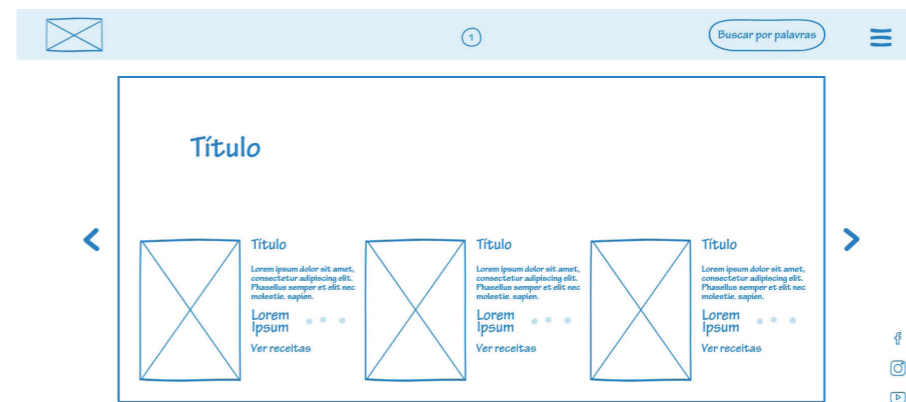 1
Buscar por palavras
Título
Título
Lorem ipsum dolor sit amet,
consectetur adipiscing elit.
Phasellus semper et elit nec
molestie. sapien.
Lorem
Ipsum
Ver receitas
Título
Lorem ipsum dolor sit amet,
consectetur adipiscing elit.
Phasellus semper et elit nec
molestie. sapien.
Lorem
Ipsum
Ver receitas
Título
Lorem ipsum dolor sit amet,
consectetur adipiscing elit.
Phasellus semper et elit nec
molestie. sapien.
Lorem
Ipsum
Ver receitas